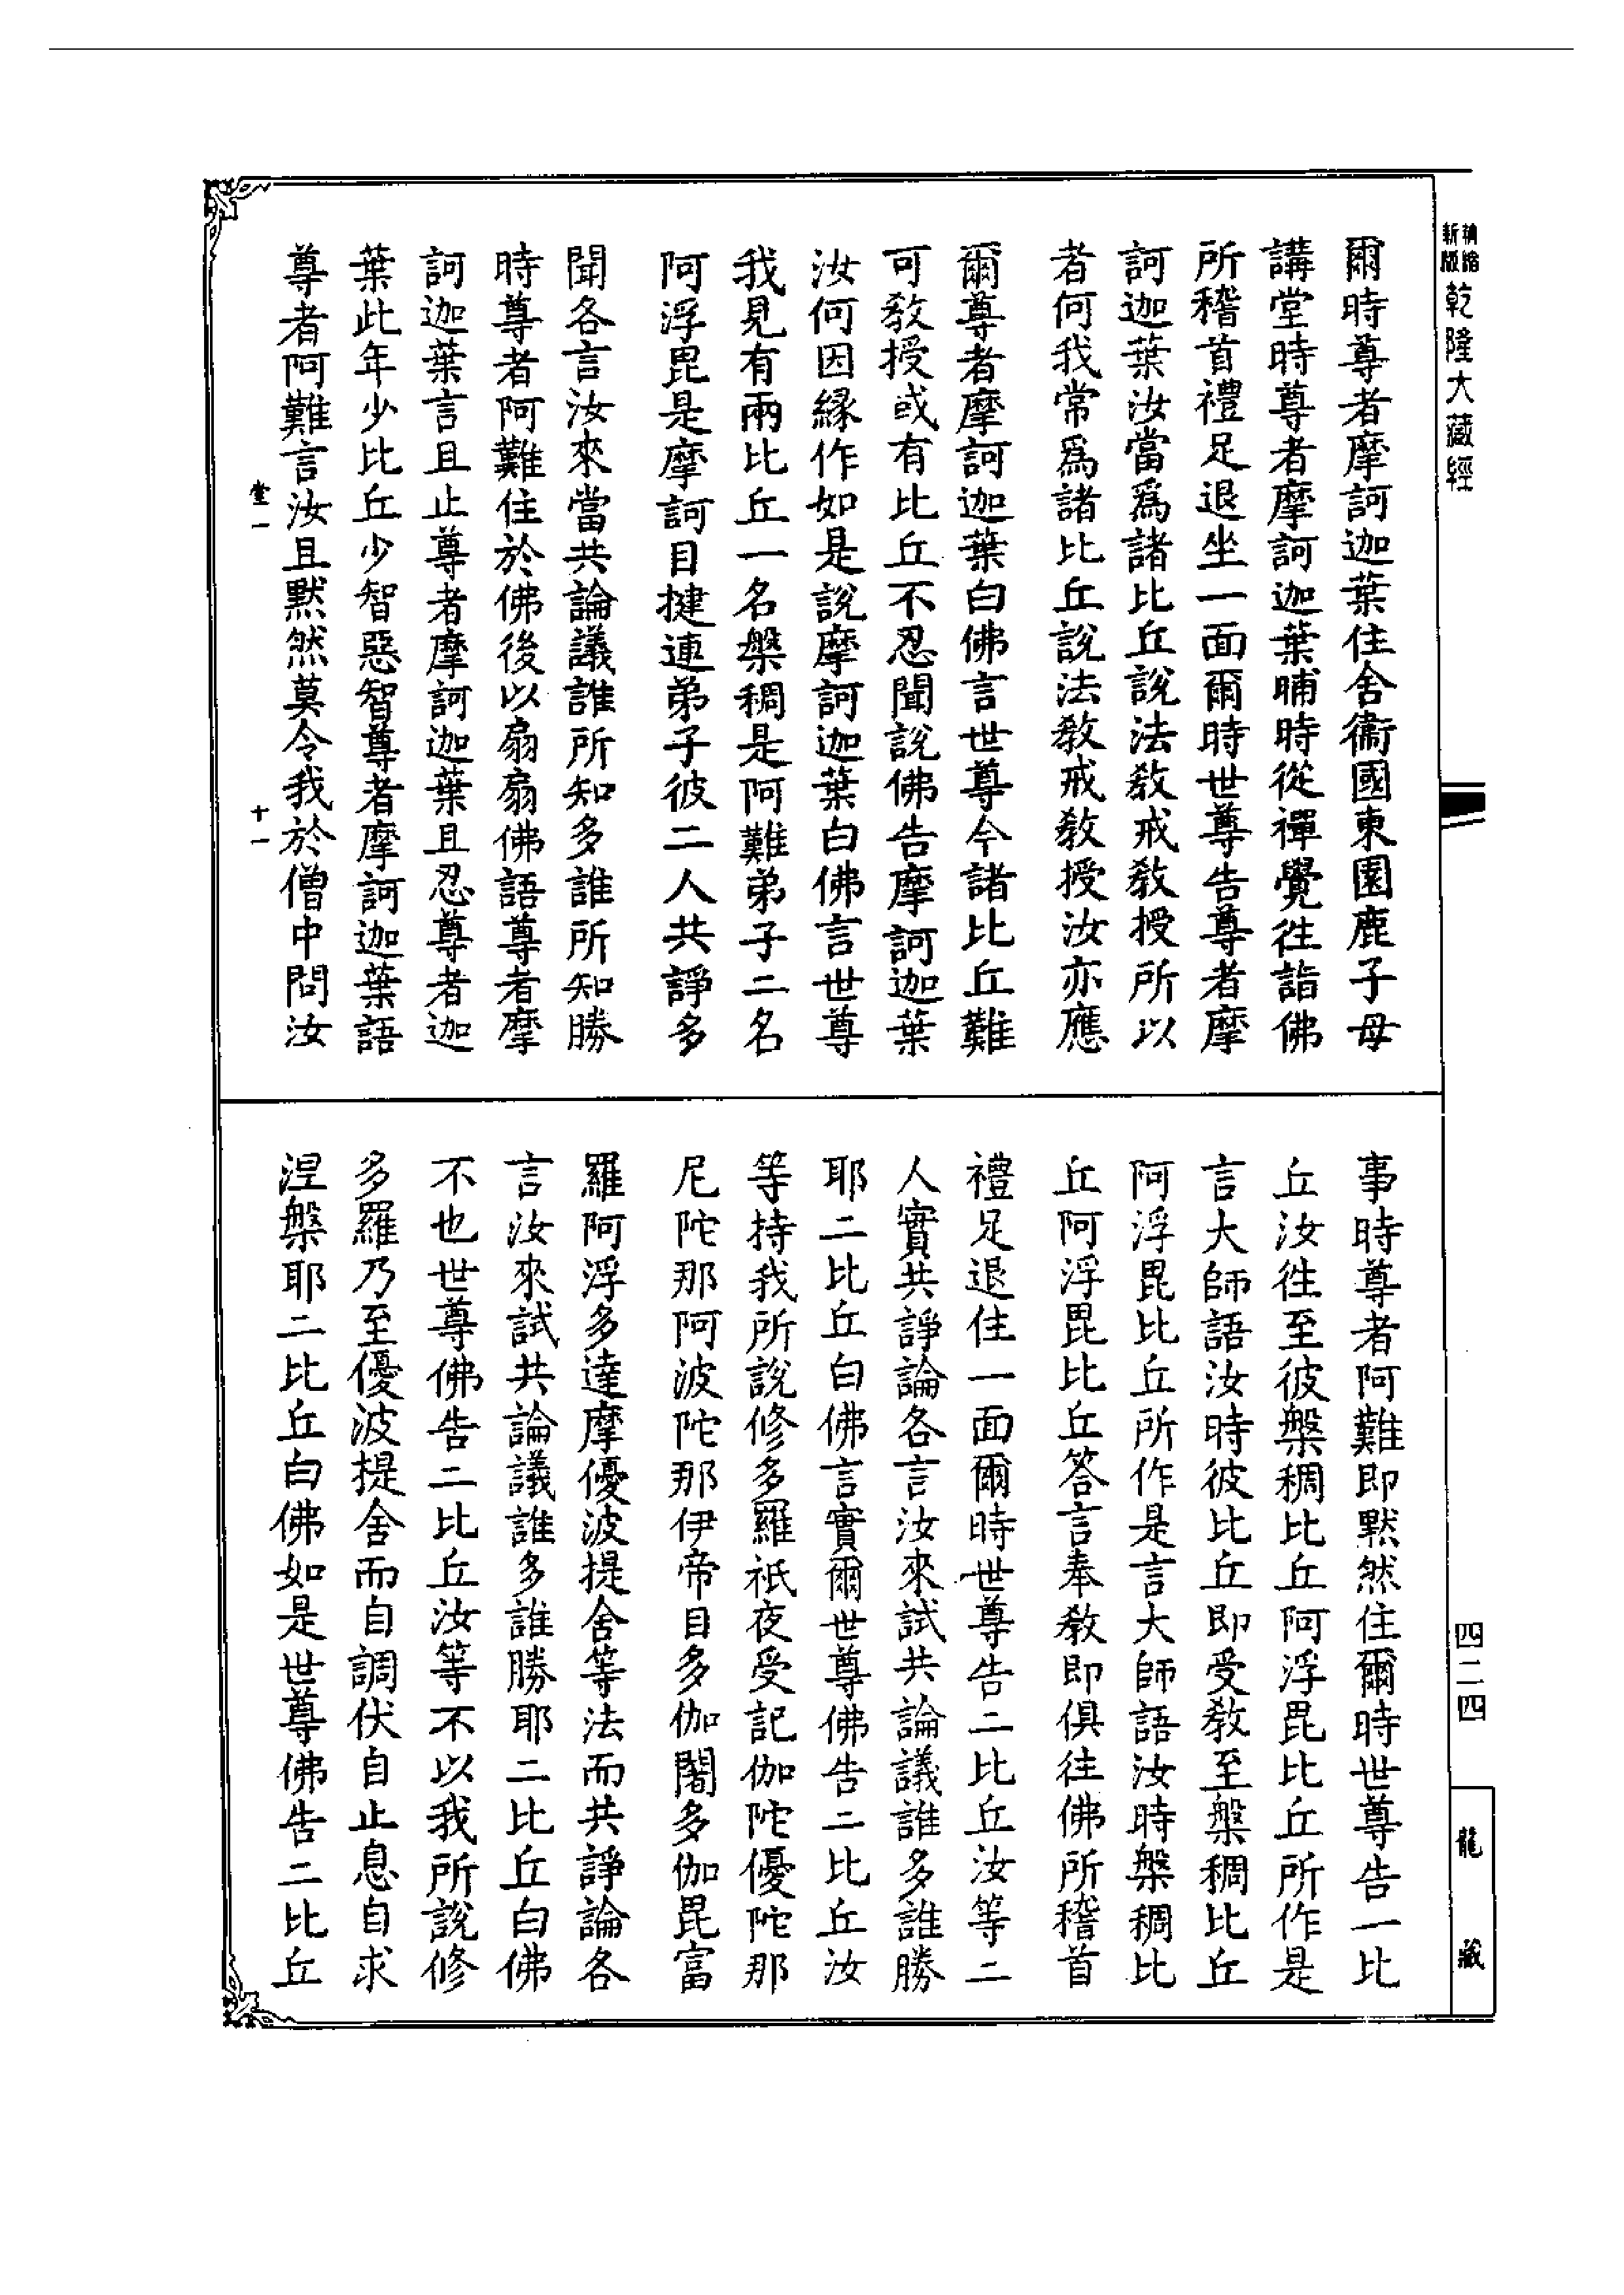 新縮
版縮
乾隆大藏經
爾時尊者摩訶迦葉住舍衞國東園鹿子母
講堂時尊者摩訶迦葉晡時從禪覺徃詣佛
所稽首禮足退坐一面爾時世尊告尊者摩
訶迦葉汝當爲諸比丘說法敎戒敎授所以
者何我常爲諸比丘說法敎戒敎授汝亦應
爾尊者摩訶迦葉白佛言世尊今諸比丘難
可敎授或有比丘不忍聞說佛告摩訶迦葉
汝何因緣作如是說摩訶迦葉白佛言世尊
我見有兩比丘一名槃稠是阿難弟子二名
阿浮毘是摩訶目揵連弟子彼二人共諍多
聞各言汝來當共論議誰所知多誰所知勝
時尊者阿難住於佛後以扇扇佛語尊者摩
訶迦葉言且止尊者摩訶迦葉且忍尊者迦
葉此年少比丘少智惡智尊者摩訶迦葉語
尊者阿難言汝且默然莫令我於僧中問汝
堂一 十一
事時尊者阿難即默然住爾時世尊告一比
丘汝徃至彼槃稠比丘阿浮毘比丘所作是
言大師語汝時彼比丘即受敎至槃稠比丘
阿浮毘比丘所作是言大師語汝時槃稠比
丘阿浮毘比丘答言奉敎即俱往佛所稽首
禮足退住一面爾時世尊告二比丘汝等二
人實共諍論各言汝來試共論議誰多誰勝
耶二比丘白佛言實爾世尊佛告二比丘汝
等持我所說修多羅祇夜受記伽陀優陀那
尼陀那阿波陀那伊帝目多伽闍多伽毘富
羅阿浮多達摩優波提舍等法而共諍論各
言汝來試共論議誰多誰勝耶二比丘白佛
不也世尊佛告二比丘汝等不以我所說修
多羅乃至優波提舍而自調伏自止息自求
涅槃耶二比丘白佛如是世尊佛告二比丘
四二四
龍藏